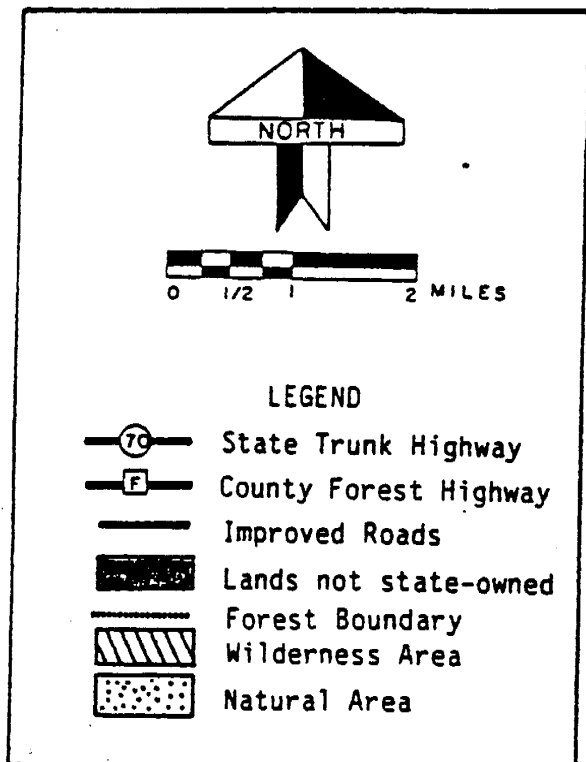 NORTH
0 1/2 1 2 MILES
LEGEND
70 State Trunk Highway
F County Forest Highway
Improved Roads
Lands not state-owned
Forest Boundary
Wilderness Area
Natural Area